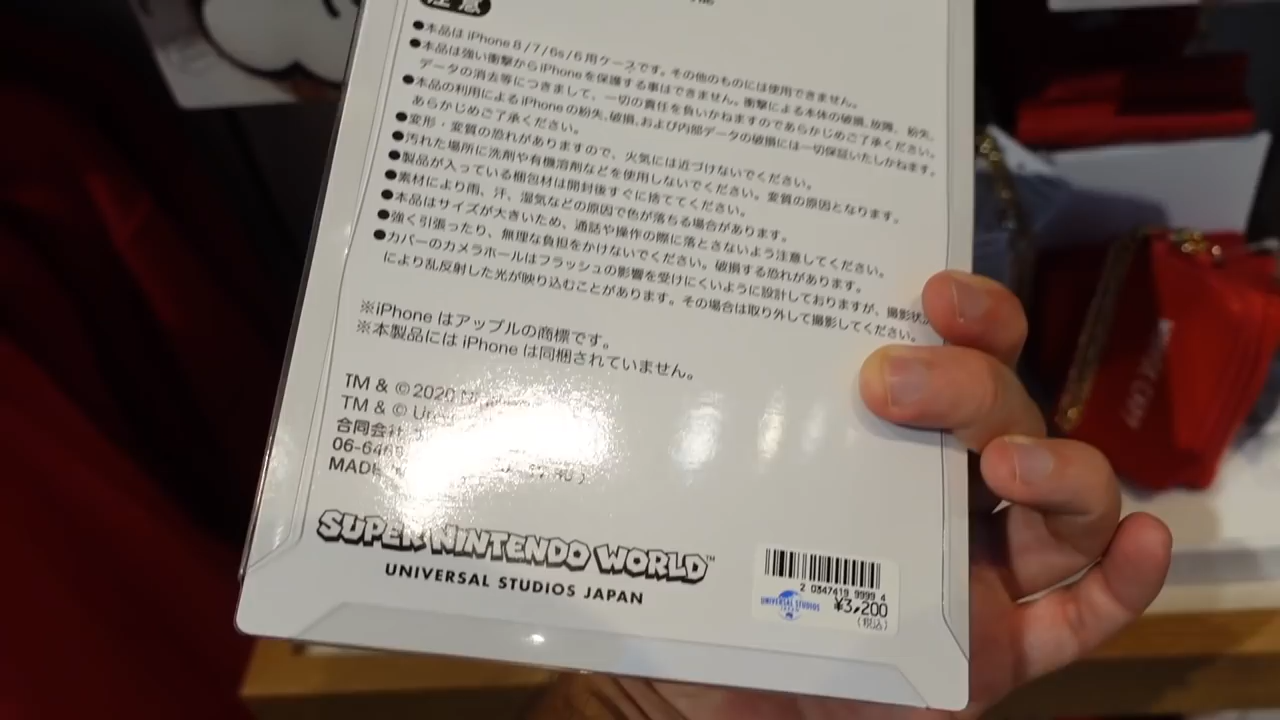 注意
●本品は iPhone 8/7/6s/6 用ケースです。その他のものには使用できません。
●本品は強い衝撃からiPhoneを保護する事はできません。衝撃による本体の破損、故障、紛失、
データの消去等につきまして、一切の責任を負いかねますのであらかじめご了承ください。
●本品の利用によるiPhoneの紛失、破損、および内部データの破損には一切保証いたしかねます。
あらかじめご了承ください。
●変形・変質の恐れがありますので、火気には近づけないでください。
●汚れた場所に洗剤や有機溶剤などを使用しないでください。変質の原因となります。
●製品が入っている梱包材は開封後すぐに捨ててください。
●素材により雨、汗、湿気などの原因で色が落ちる場合があります。
●本品はサイズが大きいため、通話や操作の際に落とさないよう注意してください。
●強く引張ったり、無理な負担をかけないでください。破損する恐れがあります。
●カバーのカメラホールはフラッシュの影響を受けにくいように設計しておりますが、撮影状
により乱反射した光が映り込むことがあります。その場合は取り外して撮影してください。
※iPhone はアップルの商標です。
※本製品には iPhone は同梱されていません。
TM & © 2020
TM & ©
合同会社
06-646
MADE
SUPER NINTENDO WORLD™
UNIVERSAL STUDIOS JAPAN
2 0347419 9999 4
UNIVERSAL STUDIOS
JAPAN
¥3,200
(税込)